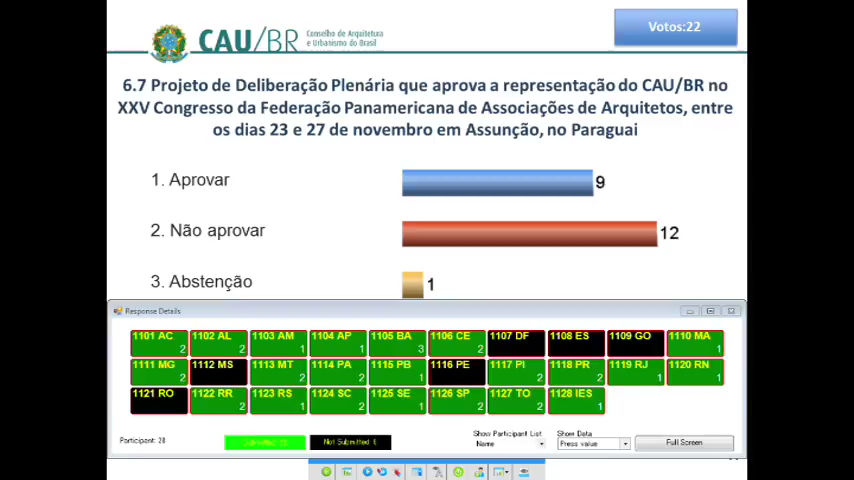 CAU/BR
Conselho de Arquitetura
e Urbanismo do Brasil
Votos:22
6.7 Projeto de Deliberação Plenária que aprova a representação do CAU/BR no
XXV Congresso da Federação Panamericana de Associações de Arquitetos, entre
os dias 23 e 27 de novembro em Assunção, no Paraguai
1. Aprovar 9
2. Não aprovar 12
3. Abstenção 1
Response Details
1101 AC 1102 AL 1103 AM 1104 AP 1105 BA 1106 CE 1107 DF 1108 ES 1109 GO 1110 MA
2 2 1 1 3 2 1
1111 MG 1112 MS 1113 MT 1114 PA 1115 PB 1116 PE 1117 PI 1118 PR 1119 RJ 1120 RN
2 2 2 1 2 2 1 2
1121 RO 1122 RR 1123 RS 1124 SC 1125 SE 1126 SP 1127 TO 1128 IES
2 1 2 1 2 2 1
Participant: 28
Not Submitted: 6
Show Participant List
Name
Show Data
Press value
Full Screen